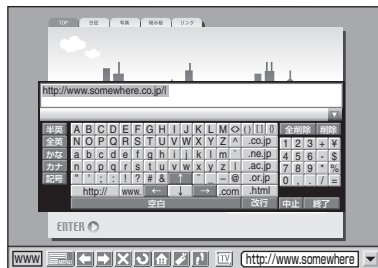 TOP 日記 写真 掲示板 リンク
http://www.somewhere.co.jp/l
半英 A B C D E F G H I J K L M <> ( ) [ ] { } 全削除 削除
全英 N O P Q R S T U V W X Y Z ^ .co.jp 1 2 3 + ¥
かな a b c d e f g h i j k l m ` .ne.jp 4 5 6 - $
カナ n o p q r s t u v w x y z | .ac.jp 7 8 9 * %
記号 " ' ; : ! ? # & ↑ ~ _ - @ .or.jp 0 , . / =
http:// www. ← ↓ → .com .html
空白 改行 中止 終了
ENTER
WWW MENU TV http://www.somewhere